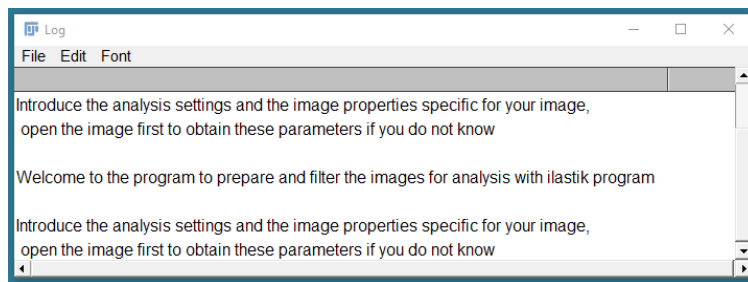 Log
File Edit Font
Introduce the analysis settings and the image properties specific for your image,
open the image first to obtain these parameters if you do not know
Welcome to the program to prepare and filter the images for analysis with ilastik program
Introduce the analysis settings and the image properties specific for your image,
open the image first to obtain these parameters if you do not know